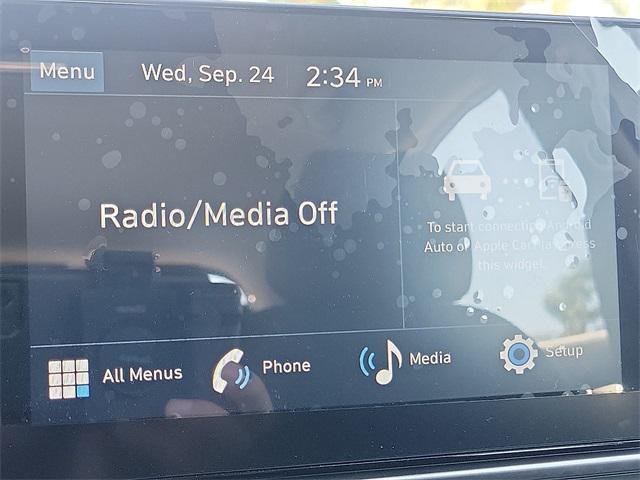 Menu
Wed, Sep. 24
2:34 PM
Radio/Media Off
To start connecting Android
Auto or Apple CarPlay, press
this widget.
All Menus
Phone
Media
Setup